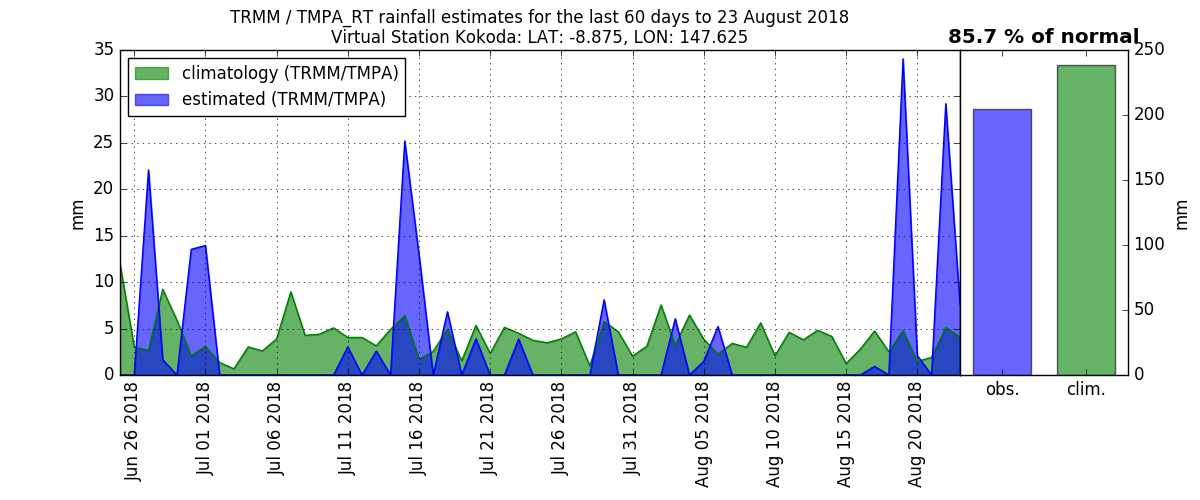 TRMM / TMPA_RT rainfall estimates for the last 60 days to 23 August 2018
Virtual Station Kokoda: LAT: -8.875, LON: 147.625
85.7 % of normal
climatology (TRMM/TMPA)
estimated (TRMM/TMPA)
35
30
25
20
15
10
5
0
mm
250
200
150
100
50
0
mm
Jun 26 2018
Jul 01 2018
Jul 06 2018
Jul 11 2018
Jul 16 2018
Jul 21 2018
Jul 26 2018
Jul 31 2018
Aug 05 2018
Aug 10 2018
Aug 15 2018
Aug 20 2018
obs.
clim.